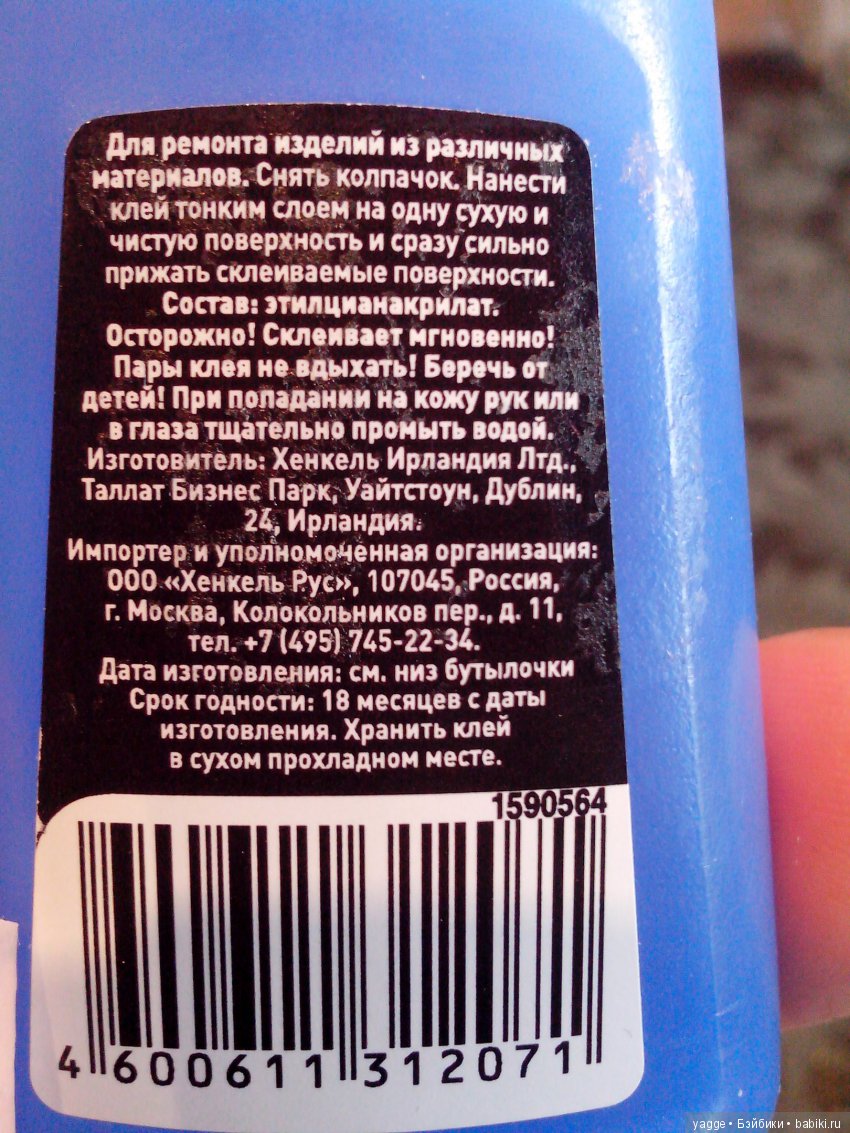 Для ремонта изделий из различных
материалов. Снять колпачок. Нанести
клей тонким слоем на одну сухую и
чистую поверхность и сразу сильно
прижать склеиваемые поверхности.
Состав: этилцианакрилат.
Осторожно! Склеивает мгновенно!
Пары клея не вдыхать! Беречь от
детей! При попадании на кожу рук или
в глаза тщательно промыть водой.
Изготовитель: Хенкель Ирландия Лтд.,
Таллат Бизнес Парк, Уайтстоун, Дублин,
24, Ирландия.
Импортер и уполномоченная организация:
ООО «Хенкель Рус», 107045, Россия,
г. Москва, Колокольников пер., д. 11,
тел. +7 (495) 745-22-34.
Дата изготовления: см. низ бутылочки
Срок годности: 18 месяцев с даты
изготовления. Хранить клей
в сухом прохладном месте.
1590564
4 600611 312071
yagge • Бэйбики • babiki.ru